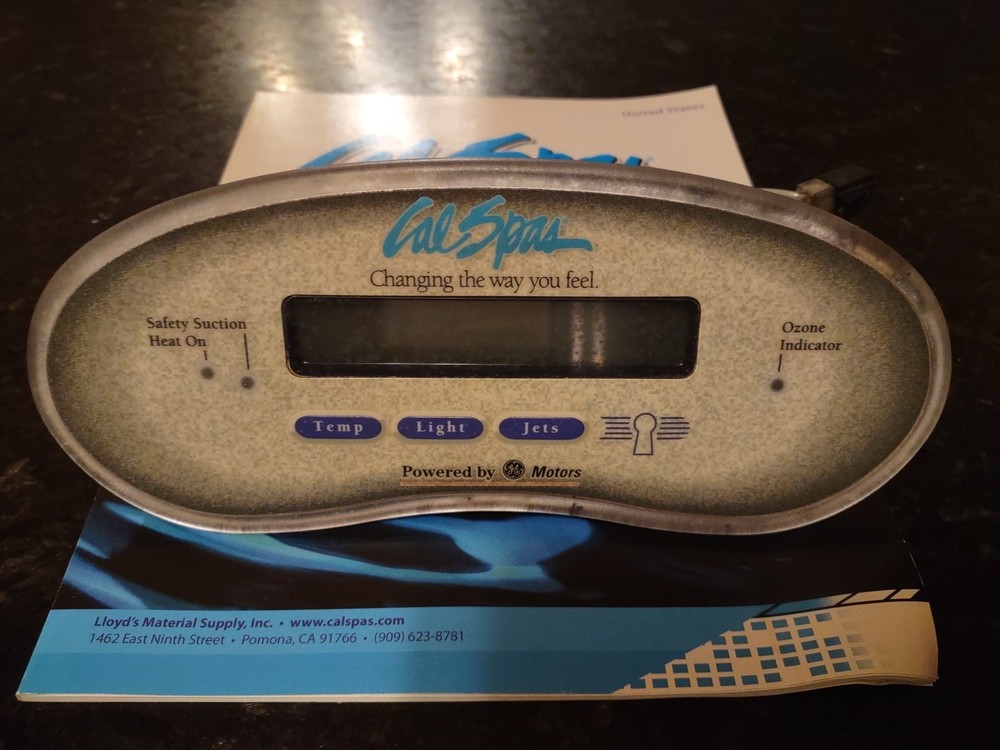 United States
Cal Spas
Cal Spas
Changing the way you feel.
Safety Suction
Heat On
Ozone
Indicator
Temp
Light
Jets
Powered by GE Motors
Lloyd's Material Supply, Inc. • www.calspas.com
1462 East Ninth Street • Pomona, CA 91766 • (909) 623-8781